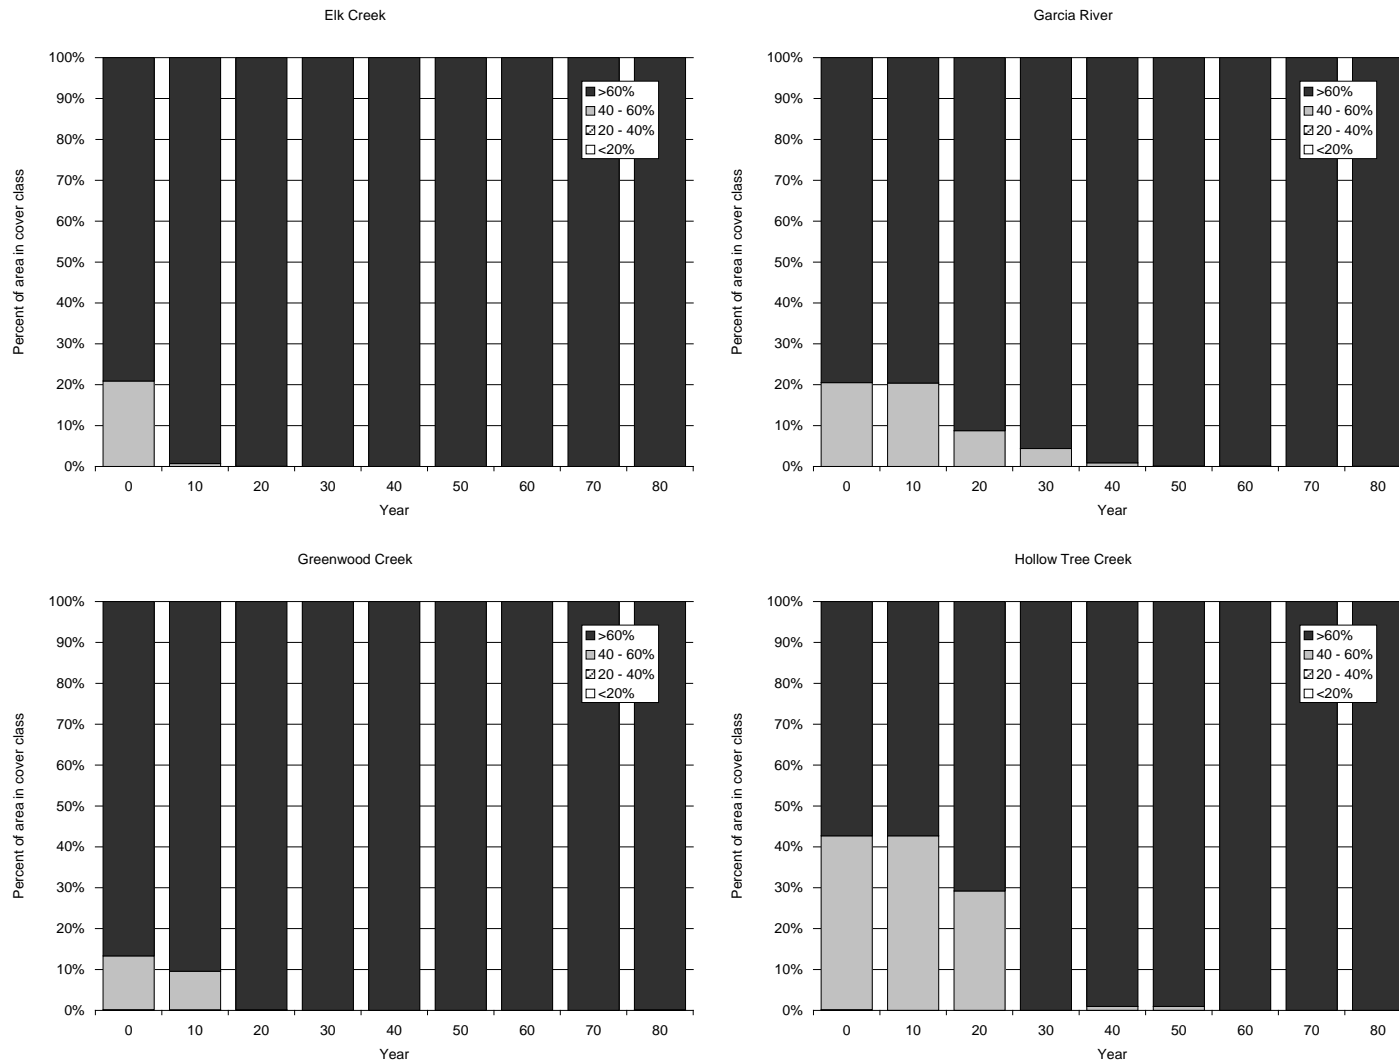 Elk Creek
Percent of area in cover class
100%
90%
80%
70%
60%
50%
40%
30%
20%
10%
0%
>60%
40 - 60%
20 - 40%
<20%
0 10 20 30 40 50 60 70 80
Year
Garcia River
Percent of area in cover class
100%
90%
80%
70%
60%
50%
40%
30%
20%
10%
0%
>60%
40 - 60%
20 - 40%
<20%
0 10 20 30 40 50 60 70 80
Year
Greenwood Creek
Percent of area in cover class
100%
90%
80%
70%
60%
50%
40%
30%
20%
10%
0%
>60%
40 - 60%
20 - 40%
<20%
0 10 20 30 40 50 60 70 80
Year
Hollow Tree Creek
Percent of area in cover class
100%
90%
80%
70%
60%
50%
40%
30%
20%
10%
0%
>60%
40 - 60%
20 - 40%
<20%
0 10 20 30 40 50 60 70 80
Year